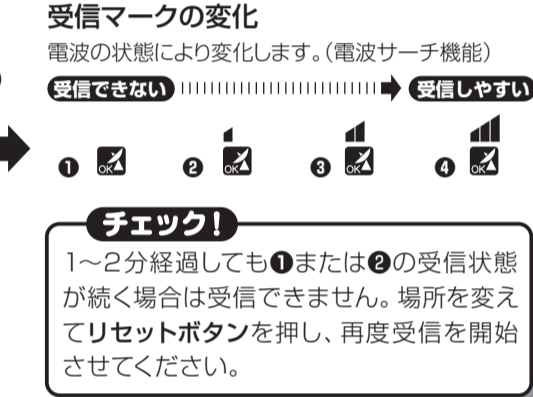 受信マークの変化
電波の状態により変化します。(電波サーチ機能)
受信できない 受信しやすい
❶ OK ❷ OK ❸ OK ❹ OK
チェック!
1〜2分経過しても❶または❷の受信状態
が続く場合は受信できません。場所を変え
てリセットボタンを押し、再度受信を開始
させてください。